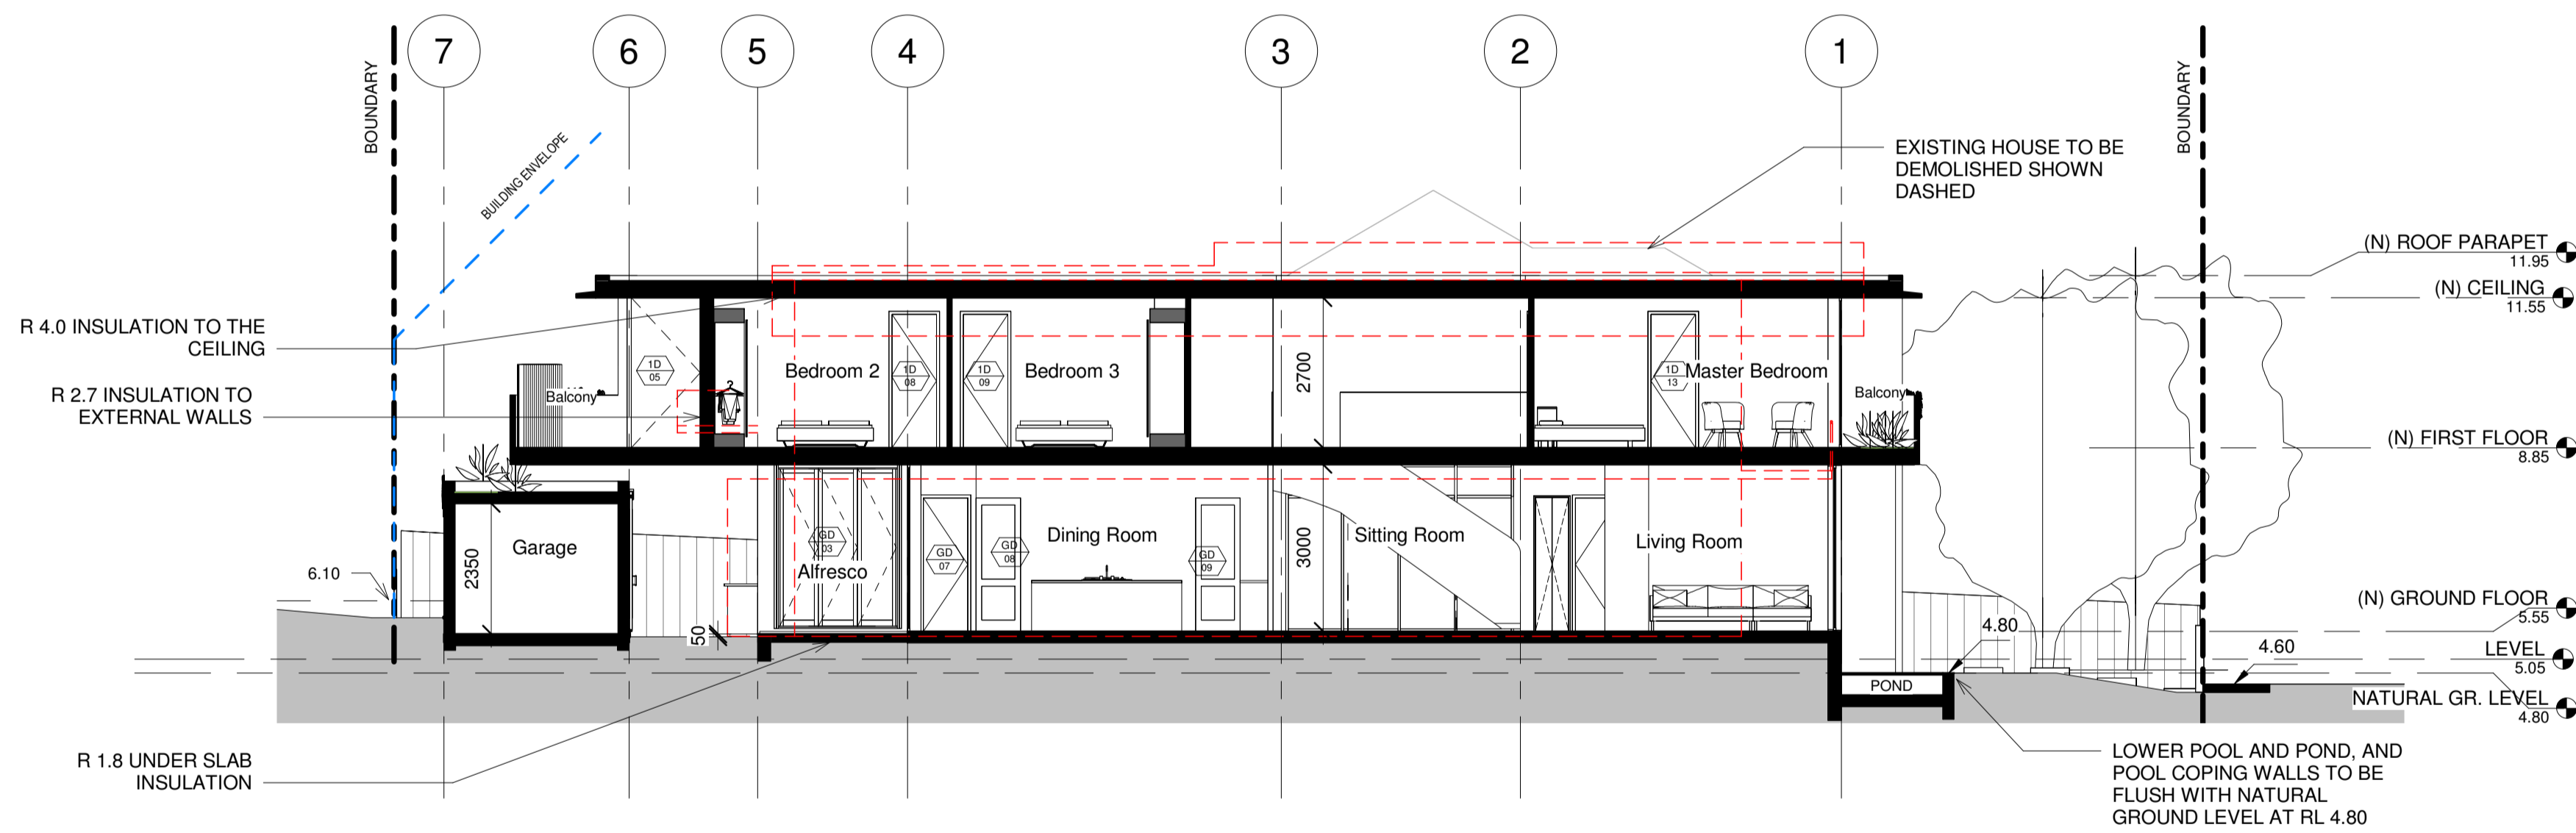 7
6
5
4
3
2
1
BOUNDARY
BUILDING ENVELOPE
BOUNDARY
EXISTING HOUSE TO BE
DEMOLISHED SHOWN
DASHED
(N) ROOF PARAPET
11.95
(N) CEILING
11.55
R 4.0 INSULATION TO THE
CEILING
R 2.7 INSULATION TO
EXTERNAL WALLS
Balcony
1D
05
Bedroom 2
1D
08
1D
09
Bedroom 3
2700
1D
13
Master Bedroom
Balcony
(N) FIRST FLOOR
8.85
6.10
2350
Garage
50
GD
03
Alfresco
GD
07
GD
08
Dining Room
GD
09
3000
Sitting Room
Living Room
(N) GROUND FLOOR
5.55
4.80
4.60
LEVEL
5.05
POND
NATURAL GR. LEVEL
4.80
R 1.8 UNDER SLAB
INSULATION
LOWER POOL AND POND, AND
POOL COPING WALLS TO BE
FLUSH WITH NATURAL
GROUND LEVEL AT RL 4.80